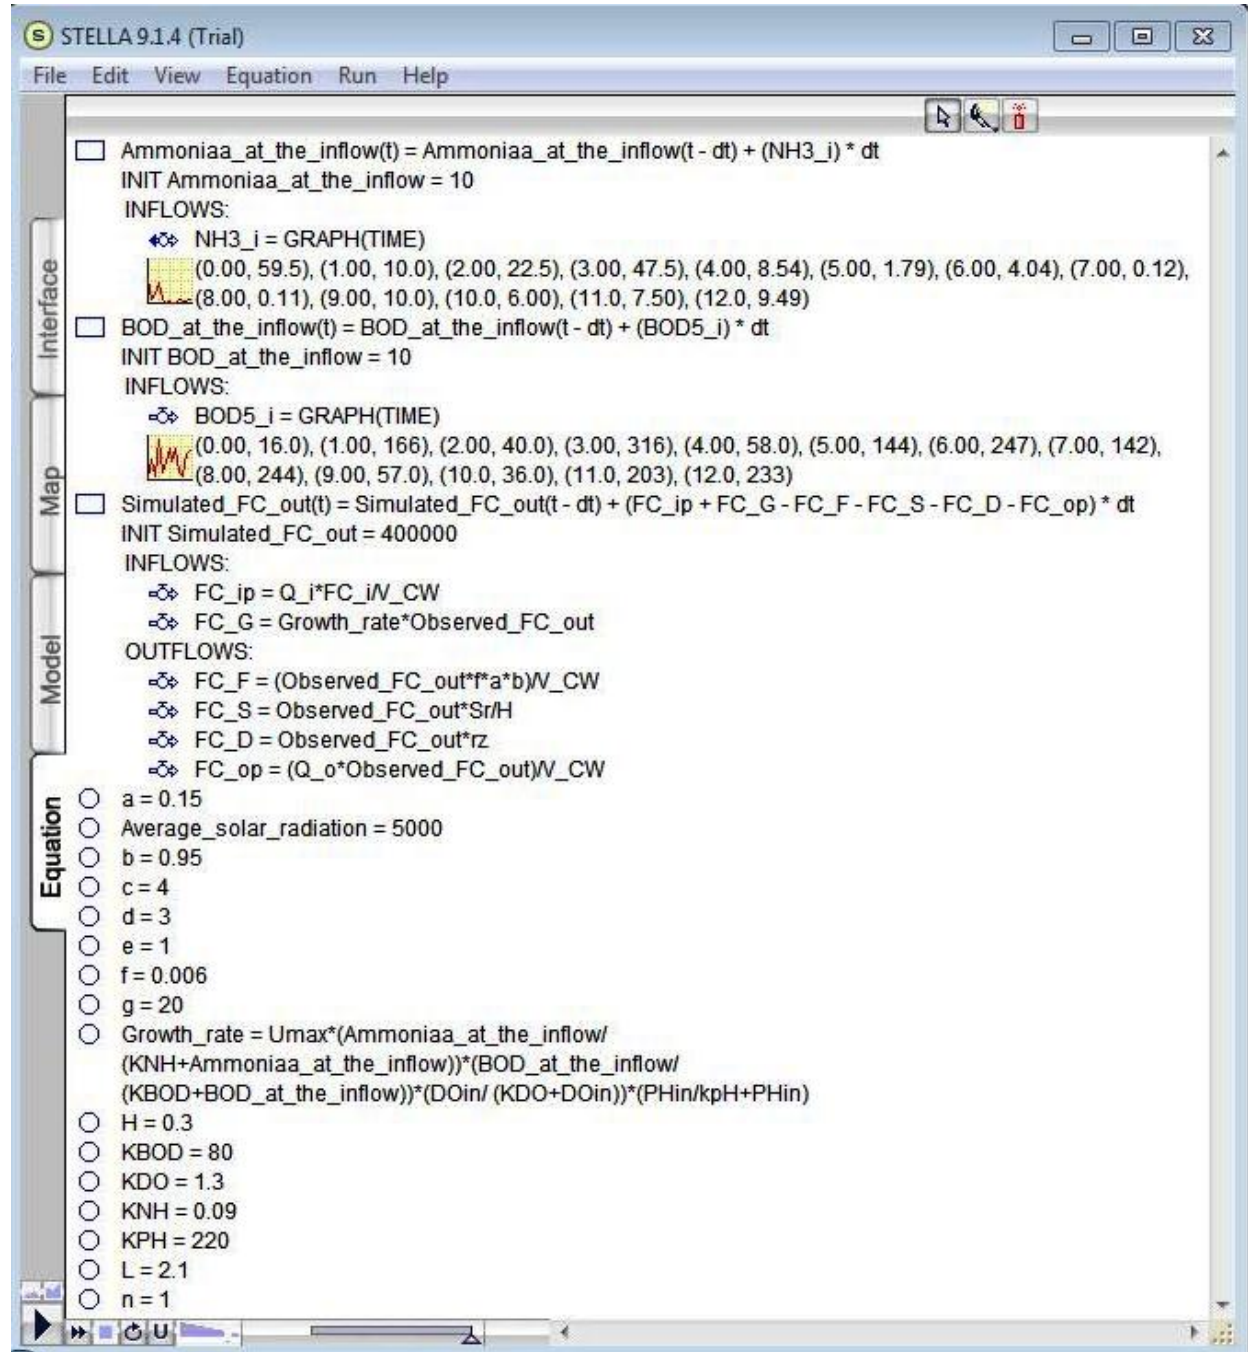 STELLA 9.1.4 (Trial)
File Edit View Equation Run Help
Ammoniaa_at_the_inflow(t) = Ammoniaa_at_the_inflow(t - dt) + (NH3_i) * dt
INIT Ammoniaa_at_the_inflow = 10
INFLOWS:
NH3_i = GRAPH(TIME)
(0.00, 59.5), (1.00, 10.0), (2.00, 22.5), (3.00, 47.5), (4.00, 8.54), (5.00, 1.79), (6.00, 4.04), (7.00, 0.12),
(8.00, 0.11), (9.00, 10.0), (10.0, 6.00), (11.0, 7.50), (12.0, 9.49)
BOD_at_the_inflow(t) = BOD_at_the_inflow(t - dt) + (BOD5_i) * dt
INIT BOD_at_the_inflow = 10
INFLOWS:
BOD5_i = GRAPH(TIME)
(0.00, 16.0), (1.00, 166), (2.00, 40.0), (3.00, 316), (4.00, 58.0), (5.00, 144), (6.00, 247), (7.00, 142),
(8.00, 244), (9.00, 57.0), (10.0, 36.0), (11.0, 203), (12.0, 233)
Simulated_FC_out(t) = Simulated_FC_out(t - dt) + (FC_ip + FC_G - FC_F - FC_S - FC_D - FC_op) * dt
INIT Simulated_FC_out = 400000
INFLOWS:
FC_ip = Q_i*FC_i/V_CW
FC_G = Growth_rate*Observed_FC_out
OUTFLOWS:
FC_F = (Observed_FC_out*f*a*b)/V_CW
FC_S = Observed_FC_out*Sr/H
FC_D = Observed_FC_out*rz
FC_op = (Q_o*Observed_FC_out)/V_CW
a = 0.15
Average_solar_radiation = 5000
b = 0.95
c = 4
d = 3
e = 1
f = 0.006
g = 20
Growth_rate = Umax*(Ammoniaa_at_the_inflow/
(KNH+Ammoniaa_at_the_inflow))*(BOD_at_the_inflow/
(KBOD+BOD_at_the_inflow))*(DOin/ (KDO+DOin))*(PHin/kpH+PHin)
H = 0.3
KBOD = 80
KDO = 1.3
KNH = 0.09
KPH = 220
L = 2.1
n = 1
Interface
Map
Model
Equation
U